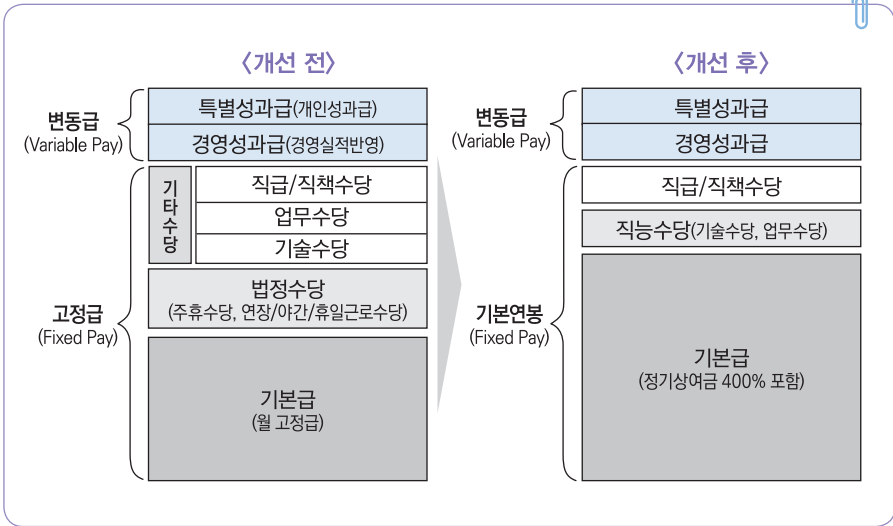 〈개선 전〉
변동급
(Variable Pay)
특별성과급(개인성과급)
경영성과급(경영실적반영)
고정급
(Fixed Pay)
기타수당
직급/직책수당
업무수당
기술수당
법정수당
(주휴수당, 연장/야간/휴일근로수당)
기본급
(월 고정급)
〈개선 후〉
변동급
(Variable Pay)
특별성과급
경영성과급
기본연봉
(Fixed Pay)
직급/직책수당
직능수당(기술수당, 업무수당)
기본급
(정기상여금 400% 포함)